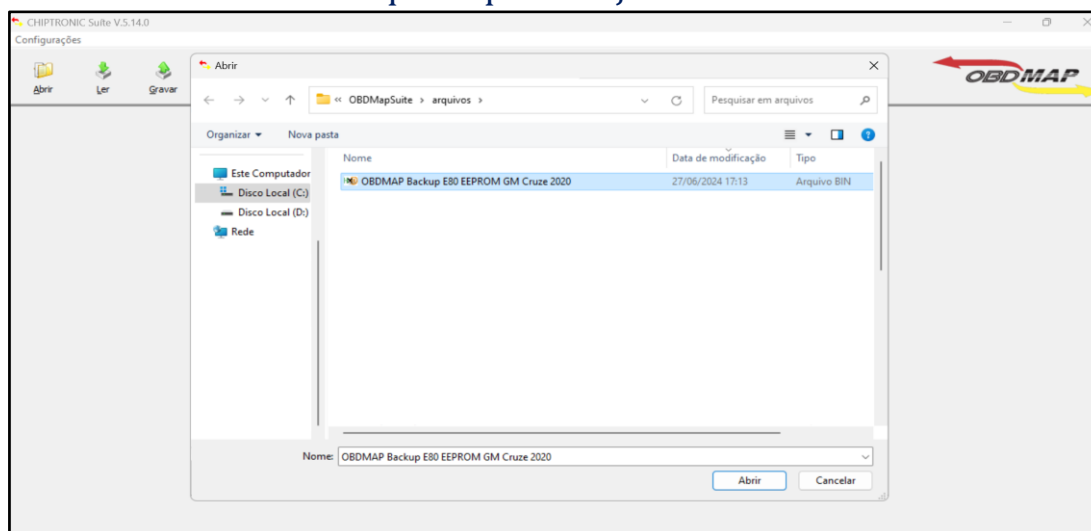 CHIPTRONIC Suite V.5.14.0
Configurações
Abrir
Ler
Gravar
OBDMAP
Abrir
« OBDMapSuite › arquivos ›
Pesquisar em arquivos
Organizar
Nova pasta
Nome
Data de modificação
Tipo
Este Computador
Disco Local (C:)
Disco Local (D:)
Rede
OBDMAP Backup E80 EEPROM GM Cruze 2020
27/06/2024 17:13
Arquivo BIN
Nome: OBDMAP Backup E80 EEPROM GM Cruze 2020
Abrir
Cancelar